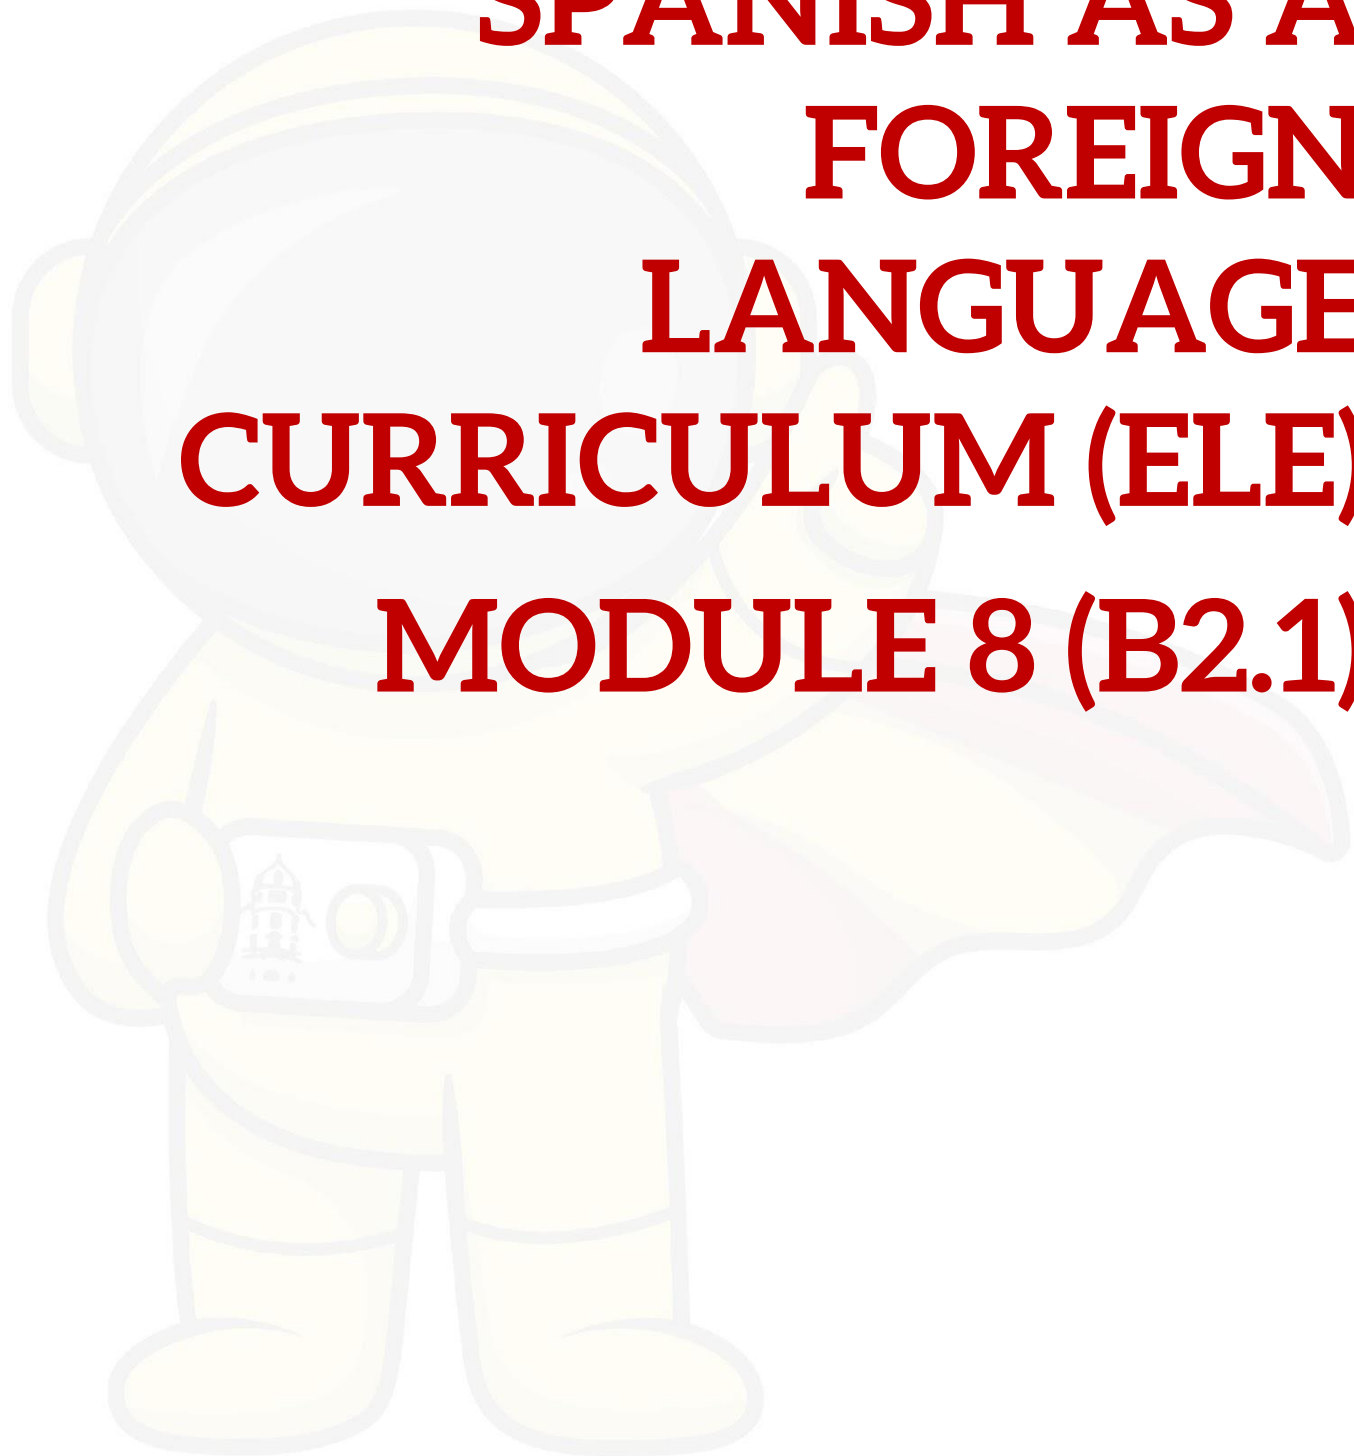 SPANISH AS A
FOREIGN
LANGUAGE
CURRICULUM (ELE)
MODULE 8 (B2.1)